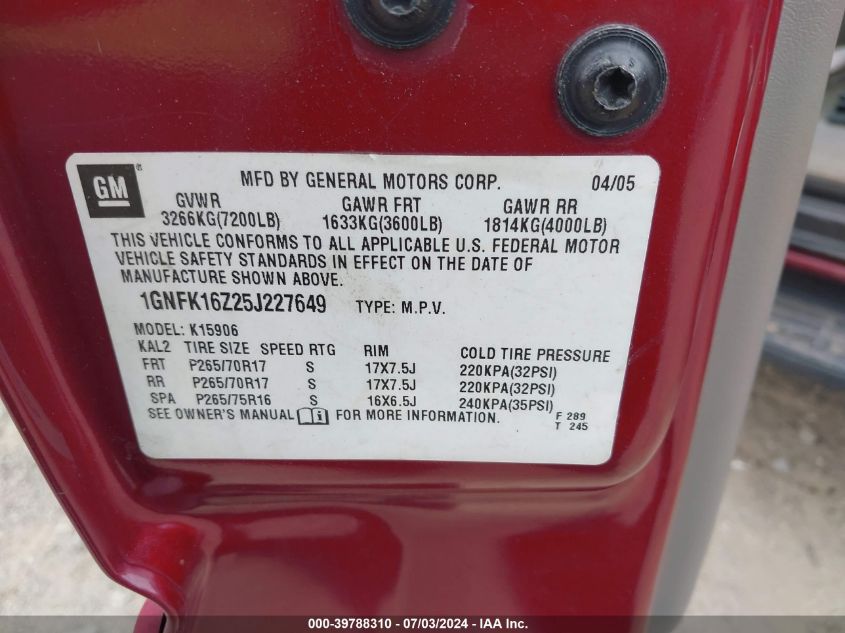 GM ®
MFD BY GENERAL MOTORS CORP. 04/05
GVWR GAWR FRT GAWR RR
3266KG(7200LB) 1633KG(3600LB) 1814KG(4000LB)
THIS VEHICLE CONFORMS TO ALL APPLICABLE U.S. FEDERAL MOTOR
VEHICLE SAFETY STANDARDS IN EFFECT ON THE DATE OF
MANUFACTURE SHOWN ABOVE.
1GNFK16Z25J227649 TYPE: M.P.V.
MODEL: K15906
KAL2 TIRE SIZE SPEED RTG RIM COLD TIRE PRESSURE
FRT P265/70R17 S 17X7.5J 220KPA(32PSI)
RR P265/70R17 S 17X7.5J 220KPA(32PSI)
SPA P265/75R16 S 16X6.5J 240KPA(35PSI)
SEE OWNER'S MANUAL i FOR MORE INFORMATION. F 289
T 245
000-39788310 - 07/03/2024 - IAA Inc.